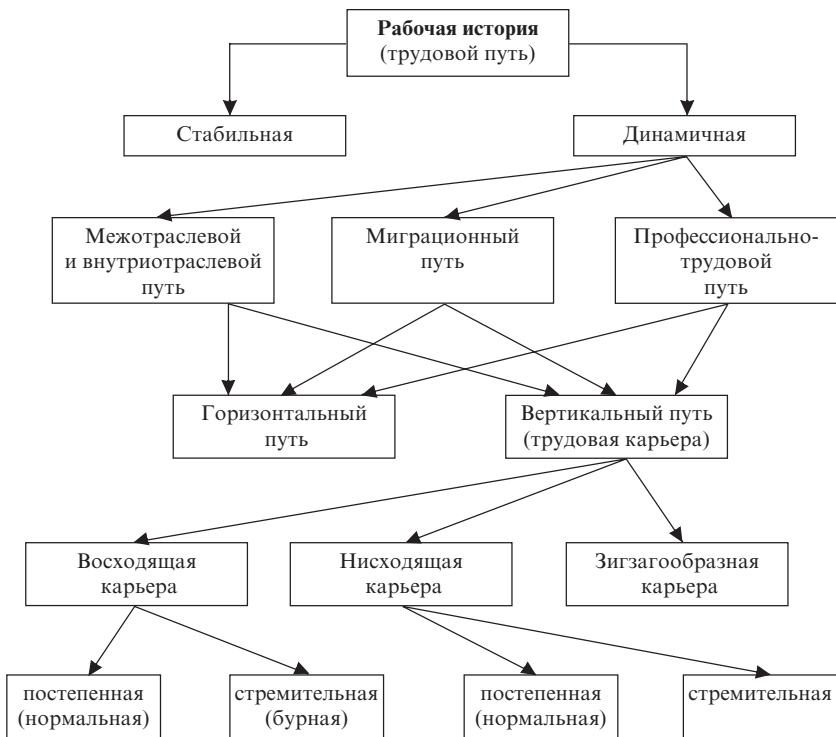 Рабочая история
(трудовой путь)
Стабильная
Динамичная
Межотраслевой
и внутриотраслевой
путь
Миграционный
путь
Профессионально-
трудовой
путь
Горизонтальный
путь
Вертикальный путь
(трудовая карьера)
Восходящая
карьера
Нисходящая
карьера
Зигзагообразная
карьера
постепенная
(нормальная)
стремительная
(бурная)
постепенная
(нормальная)
стремительная